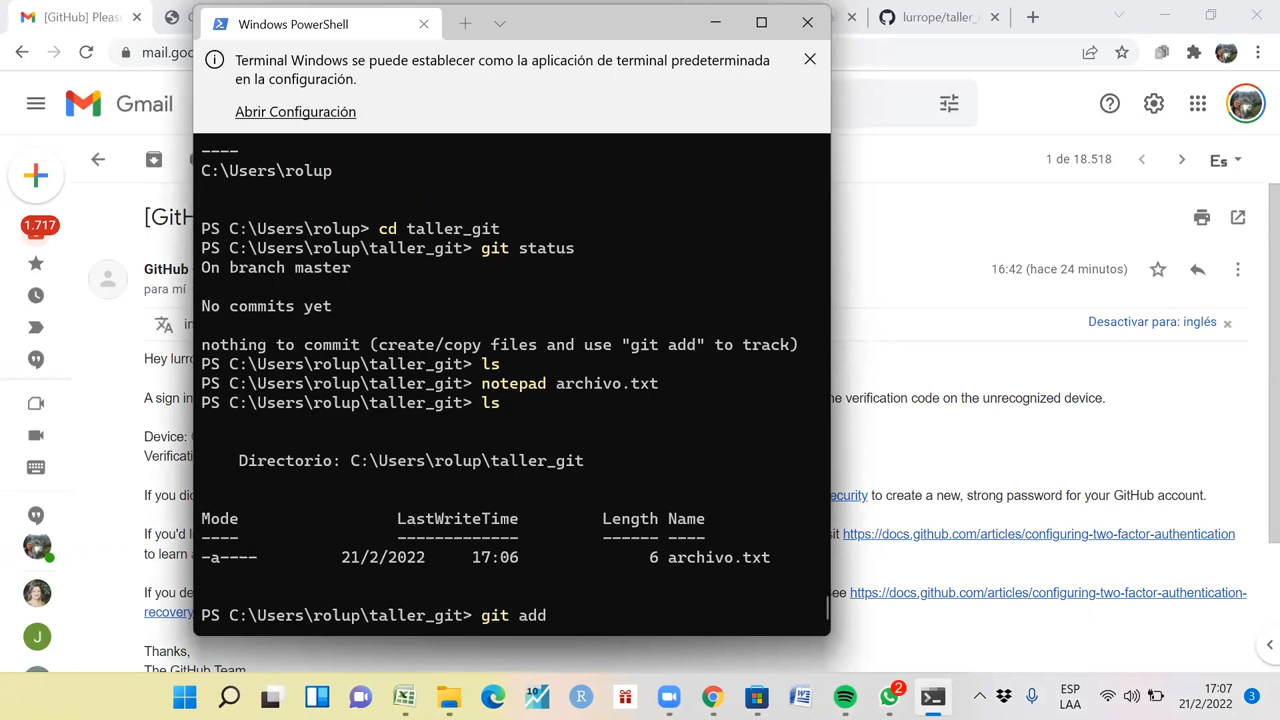 [GitHub] Pleas
Windows PowerShell
lurrope/taller_
mail.goo
Terminal Windows se puede establecer como la aplicación de terminal predeterminada
en la configuración.
Abrir Configuración
Gmail
----
C:\Users\rolup
1 de 18.518
Es
1.717
[GitH
PS C:\Users\rolup> cd taller_git
PS C:\Users\rolup\taller_git> git status
On branch master
GitHub
16:42 (hace 24 minutos)
para mí
No commits yet
in
Desactivar para: inglés
nothing to commit (create/copy files and use "git add" to track)
Hey lurro
PS C:\Users\rolup\taller_git> ls
PS C:\Users\rolup\taller_git> notepad archivo.txt
PS C:\Users\rolup\taller_git> ls
A sign in
e verification code on the unrecognized device.
Device:
Verificati
Directorio: C:\Users\rolup\taller_git
If you did
ecurity to create a new, strong password for your GitHub account.
Mode LastWriteTime Length Name
---- ------------- ------ ----
If you'd l
it https://docs.github.com/articles/configuring-two-factor-authentication
to learn
-a---- 21/2/2022 17:06 6 archivo.txt
If you de
ee https://docs.github.com/articles/configuring-two-factor-authentication-
recovery
PS C:\Users\rolup\taller_git> git add
J
Thanks,
The GitHub Team
10
R
2
ESP
LAA
17:07
21/2/2022
3